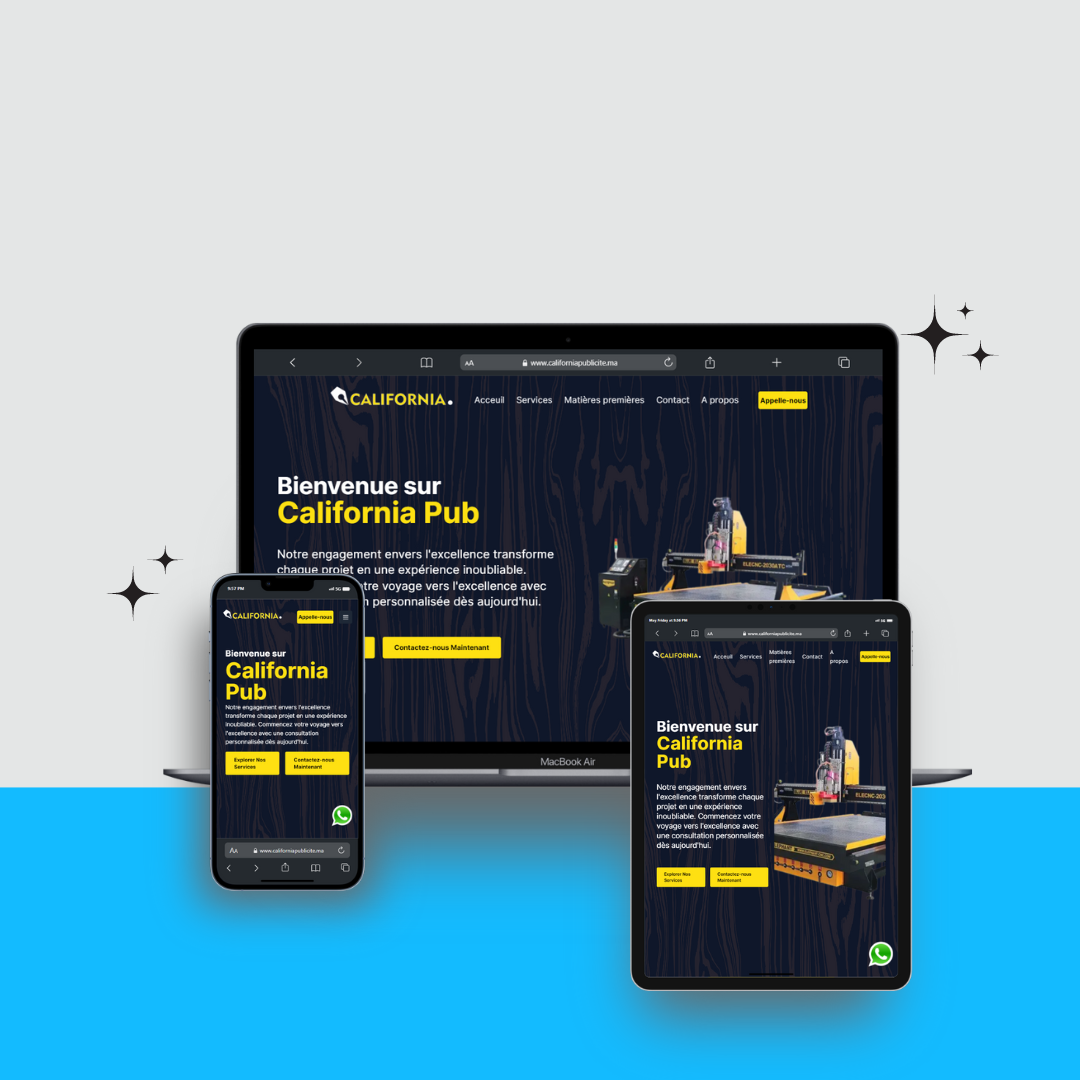 AA www.californiapublicite.ma
CALIFORNIA.
Acceuil Services Matières premières Contact A propos Appelle-nous
Bienvenue sur
California Pub
Notre engagement envers l'excellence transforme
chaque projet en une expérience inoubliable.
tre voyage vers l'excellence avec
n personnalisée dès aujourd'hui.
Contactez-nous Maintenant
ELECNC-2030ATC
MacBook Air
9:57 PM
5G
CALIFORNIA. Appelle-nous
Bienvenue sur
California
Pub
Notre engagement envers l'excellence
transforme chaque projet en une expérience
inoubliable. Commencez votre voyage vers
l'excellence avec une consultation
personnalisée dès aujourd'hui.
Explorer Nos
Services
Contactez-nous
Maintenant
AA www.californiapublicite.ma
May Friday at 9:56 PM
5G
AA www.californiapublicite.ma
CALIFORNIA.
Acceuil Services Matières
premières Contact A
propos Appelle-nous
Bienvenue sur
California
Pub
Notre engagement envers
l'excellence transforme chaque
projet en une expérience
inoubliable. Commencez votre
voyage vers l'excellence avec
une consultation personnalisée
dès aujourd'hui.
Explorer Nos
Services
Contactez-nous
Maintenant
ELECNC-203